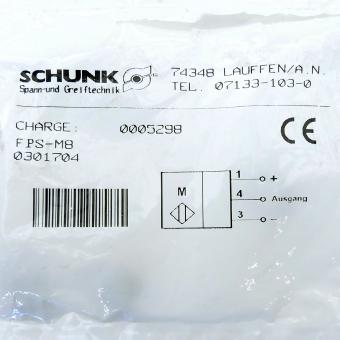 SCHUNK
Spann-und Greiftechnik
74348 LAUFFEN/A.N.
TEL. 07133-103-0
CHARGE: 0005298
FPS-M8
0301704
CE
M
1 +
4 Ausgang
3 -